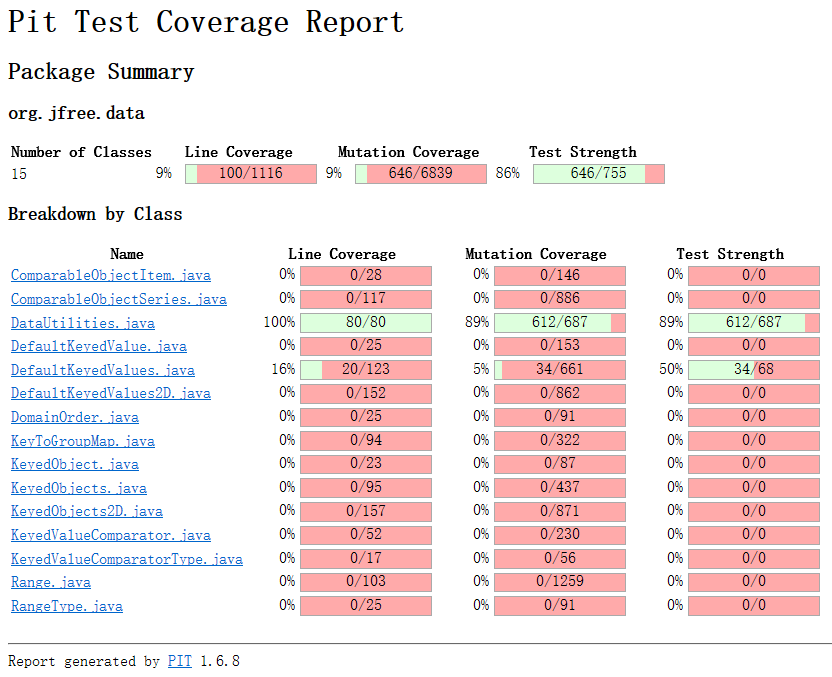 Pit Test Coverage Report
Package Summary
org.jfree.data
Number of Classes Line Coverage Mutation Coverage Test Strength
15 9% 100/1116 9% 646/6839 86% 646/755
Breakdown by Class
Name Line Coverage Mutation Coverage Test Strength
ComparableObjectItem.java 0% 0/28 0% 0/146 0% 0/0
ComparableObjectSeries.java 0% 0/117 0% 0/886 0% 0/0
DataUtilities.java 100% 80/80 89% 612/687 89% 612/687
DefaultKeyedValue.java 0% 0/25 0% 0/153 0% 0/0
DefaultKeyedValues.java 16% 20/123 5% 34/661 50% 34/68
DefaultKeyedValues2D.java 0% 0/152 0% 0/862 0% 0/0
DomainOrder.java 0% 0/25 0% 0/91 0% 0/0
KeyToGroupMap.java 0% 0/94 0% 0/322 0% 0/0
KeyedObject.java 0% 0/23 0% 0/87 0% 0/0
KeyedObjects.java 0% 0/95 0% 0/437 0% 0/0
KeyedObjects2D.java 0% 0/157 0% 0/871 0% 0/0
KeyedValueComparator.java 0% 0/52 0% 0/230 0% 0/0
KeyedValueComparatorType.java 0% 0/17 0% 0/56 0% 0/0
Range.java 0% 0/103 0% 0/1259 0% 0/0
RangeType.java 0% 0/25 0% 0/91 0% 0/0
Report generated by PIT 1.6.8